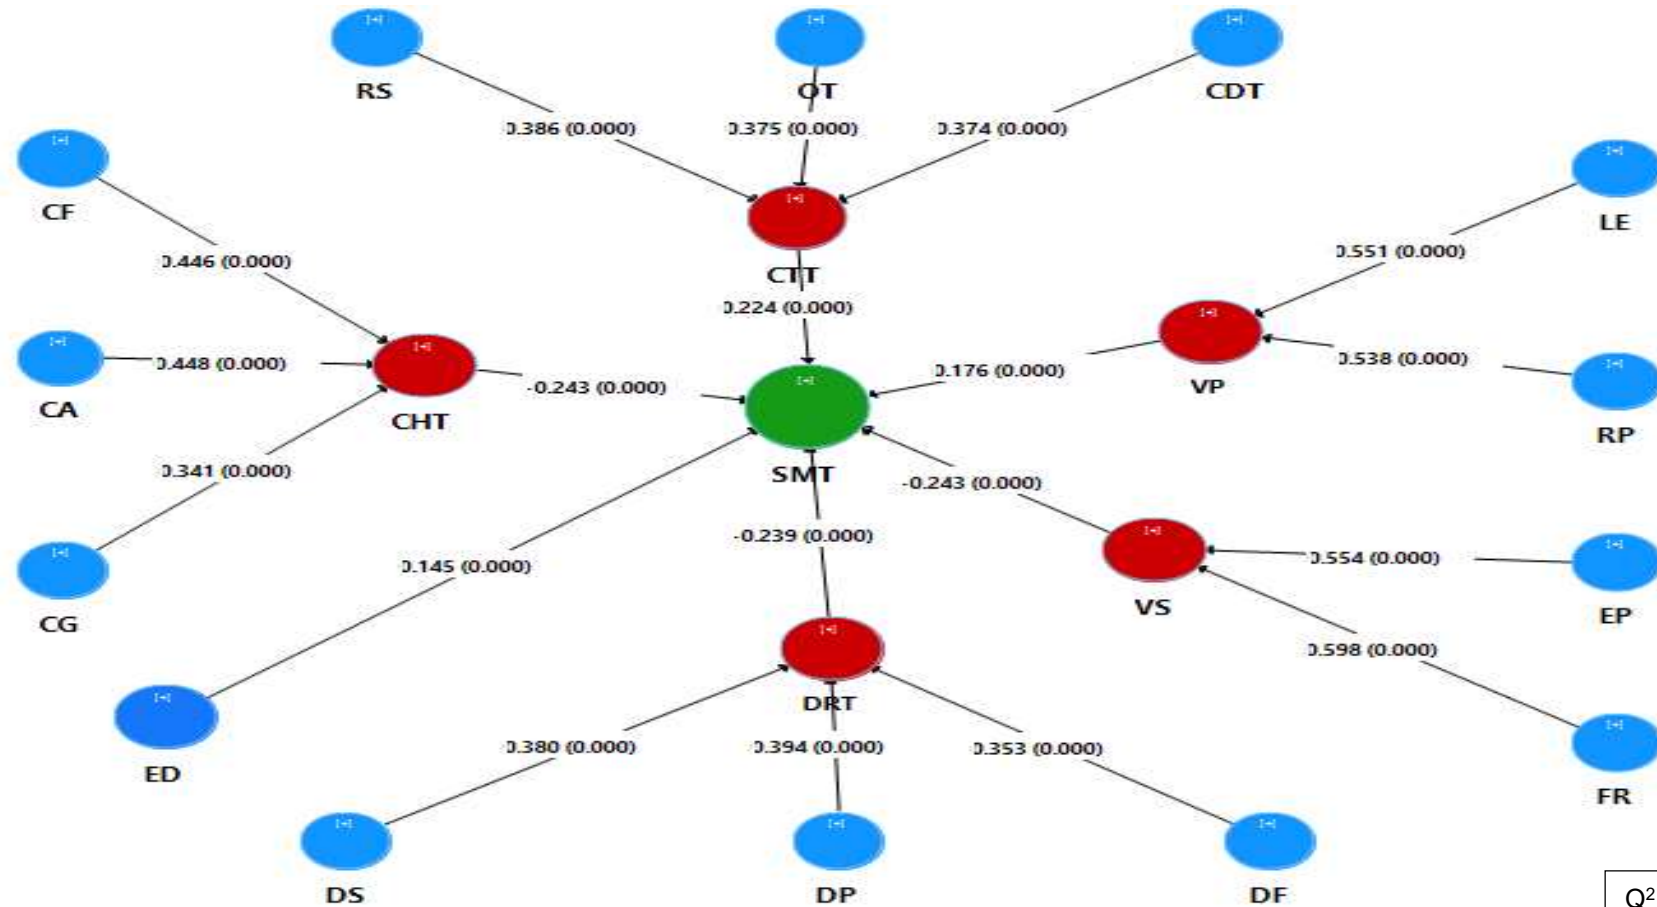 RS
OT
CDT
0.386 (0.000)
0.375 (0.000)
0.374 (0.000)
CF
LE
0.446 (0.000)
0.551 (0.000)
CTT
0.224 (0.000)
CA
0.448 (0.000)
CHT
-0.243 (0.000)
0.176 (0.000)
VP
0.538 (0.000)
RP
0.341 (0.000)
SMT
-0.243 (0.000)
CG
0.145 (0.000)
-0.239 (0.000)
VS
0.554 (0.000)
EP
0.598 (0.000)
ED
DRT
0.380 (0.000)
0.394 (0.000)
0.353 (0.000)
FR
DS
DP
DF
Q²